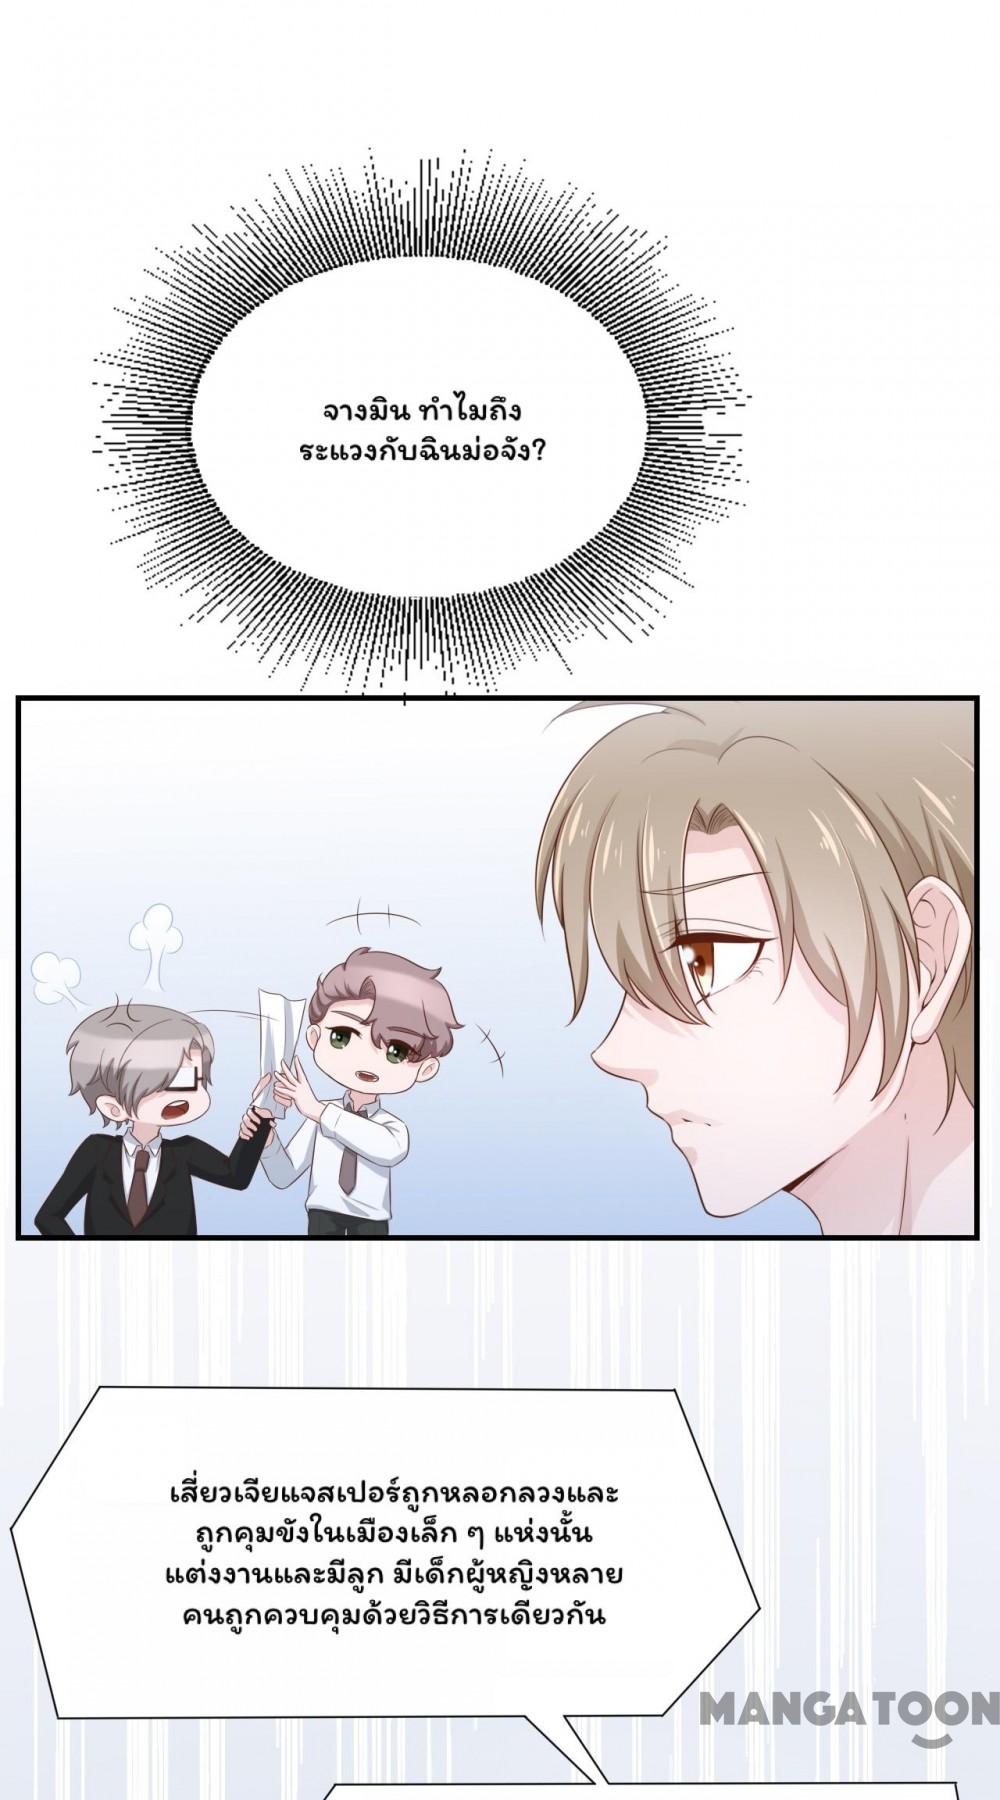 จางมิน ทำไมถึง
ระแวงกับฉินม่อจัง?
เสี่ยวเจียแจสเปอร์ถูกหลอกลวงและ
ถูกคุมขังในเมืองเล็ก ๆ แห่งนั้น
แต่งงานและมีลูก มีเด็กผู้หญิงหลาย
คนถูกควบคุมด้วยวิธีการเดียวกัน
MANGATOON